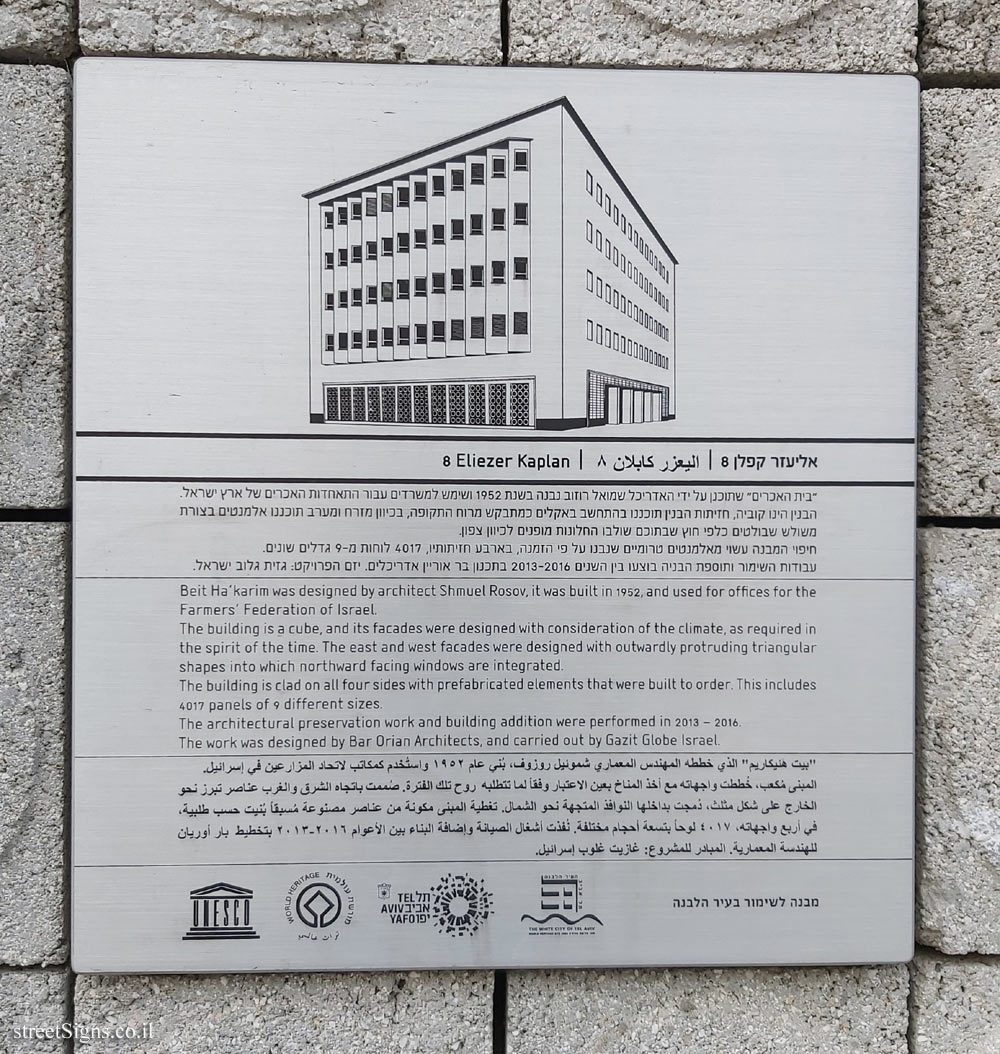 8 Eliezer Kaplan | اليعزر كابلان ٨ | אליעזר קפלן 8
"בית האכרים" שתוכנן על ידי האדריכל שמואל רוזוב נבנה בשנת 1952 ושימש למשרדים עבור התאחדות האכרים של ארץ ישראל.
הבנין הינו קוביה, חזיתות הבנין תוכננו בהתחשב באקלים כמתבקש מרוח התקופה, בכיוון מזרח ומערב תוכננו אלמנטים בצורת
משולש שבולטים כלפי חוץ שבתוכם שולבו החלונות מופנים לכיוון צפון.
חיפוי המבנה עשוי מאלמנטים טרומיים שנבנו על פי הזמנה, בארבע חזיתותיו, 4017 לוחות מ-9 גדלים שונים.
עבודות השימור ותוספת הבניה בוצעו בין השנים 2013-2016 בתכנון בר אוריין אדריכלים. יזם הפרויקט: גזית גלוב ישראל.
Beit Ha'karim was designed by architect Shmuel Rosov, it was built in 1952, and used for offices for the
Farmers' Federation of Israel.
The building is a cube, and its facades were designed with consideration of the climate, as required in
the spirit of the time. The east and west facades were designed with outwardly protruding triangular
shapes into which northward facing windows are integrated.
The building is clad on all four sides with prefabricated elements that were built to order. This includes
4017 panels of 9 different sizes.
The architectural preservation work and building addition were performed in 2013 – 2016.
The work was designed by Bar Orian Architects, and carried out by Gazit Globe Israel.
"بيت هئيكاريم" الذي خططه المهندس المعماري شموئيل روزوف، بُني عام ١٩٥٢ واستُخدم كمكاتب لاتحاد المزارعين في إسرائيل.
المبنى مُكعب، خُططت واجهاته مع أخذ المناخ بعين الاعتبار وفقاً لما تتطلبه روح تلك الفترة. صُممت باتجاه الشرق والغرب عناصر تبرز نحو
الخارج على شكل مثلث، دُمجت بداخلها النوافذ المتجهة نحو الشمال. تغطية المبنى مكونة من عناصر مصنوعة مُسبقاً بُنيت حسب طلبية،
في أربع واجهاته، ٤٠١٧ لوحاً بتسعة أحجام مختلفة. نُفذت أشغال الصيانة وإضافة البناء بين الأعوام ٢٠١٦-٢٠١٣ بتخطيط بار أوريان
للهندسة المعمارية. المبادر للمشروع: غازيت غلوب إسرائيل.
UNESCO
WORLD HERITAGE
מורשת עולמית
TEL תל
AVIV אביב
YAFO יפו
העיר הלבנה
THE WHITE CITY OF TEL AVIV
מבנה לשימור בעיר הלבנה
streetSigns.co.il